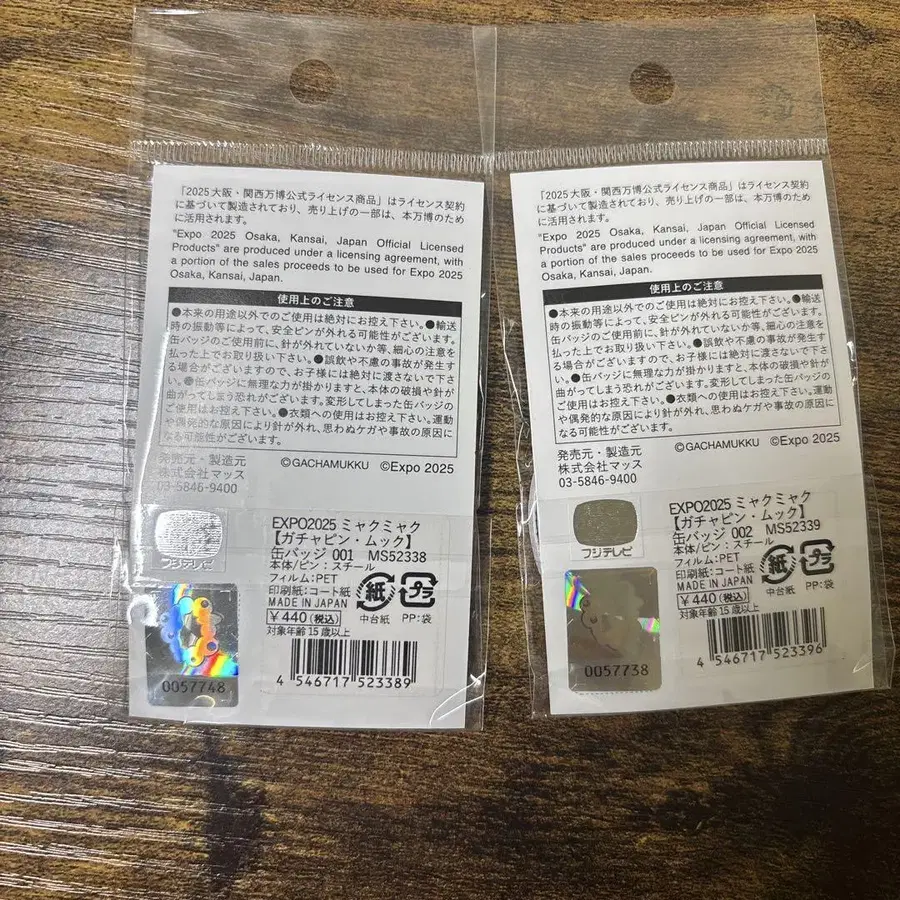 「2025大阪・関西万博公式ライセンス商品」はライセンス契約
に基づいて製造されており、売り上げの一部は、本万博のため
に活用されます。
"Expo 2025 Osaka, Kansai, Japan Official Licensed
Products" are produced under a licensing agreement, with
a portion of the sales proceeds to be used for Expo 2025
Osaka, Kansai, Japan.
使用上のご注意
●本来の用途以外でのご使用は絶対にお控え下さい。●輸送
時の振動等によって、安全ピンが外れる可能性がございます。
缶バッジのご使用前に、針が外れていないか等、細心の注意を
払った上でお取り扱い下さい。●誤飲や不慮の事故が発生す
る場合がございますので、お子様には絶対に渡さないで下さ
い。●缶バッジに無理な力が掛かりますと、本体の破損や針が
曲がってしまう恐れがございます。変形してしまった缶バッジの
ご使用はお控え下さい。●衣類への使用はお控え下さい。運動
や偶発的な原因により針が外れ、思わぬケガや事故の原因に
なる可能性がございます。
発売元・製造元
株式会社マッス
03-5846-9400
©GACHAMUKKU ©Expo 2025
フジテレビ
EXPO2025 ミャクミャク
【ガチャピン・ムック】
缶バッジ 001 MS52338
本体/ピン:スチール
フィルム:PET
印刷紙:コート紙
MADE IN JAPAN
￥440(税込)
対象年齢15歳以上
紙
中台紙
プラ
PP:袋
4 546717 523389
0057748
「2025大阪・関西万博公式ライセンス商品」はライセンス契約
に基づいて製造されており、売り上げの一部は、本万博のため
に活用されます。
"Expo 2025 Osaka, Kansai, Japan Official Licensed
Products" are produced under a licensing agreement, with
a portion of the sales proceeds to be used for Expo 2025
Osaka, Kansai, Japan.
使用上のご注意
●本来の用途以外でのご使用は絶対にお控え下さい。●輸送
時の振動等によって、安全ピンが外れる可能性がございます。
缶バッジのご使用前に、針が外れていないか等、細心の注意を
払った上でお取り扱い下さい。●誤飲や不慮の事故が発生す
る場合がございますので、お子様には絶対に渡さないで下さ
い。●缶バッジに無理な力が掛かりますと、本体の破損や針が
曲がってしまう恐れがございます。変形してしまった缶バッジの
ご使用はお控え下さい。●衣類への使用はお控え下さい。運動
や偶発的な原因により針が外れ、思わぬケガや事故の原因に
なる可能性がございます。
発売元・製造元
株式会社マッス
03-5846-9400
©GACHAMUKKU ©Expo 2025
フジテレビ
EXPO2025 ミャクミャク
【ガチャピン・ムック】
缶バッジ 002 MS52339
本体/ピン:スチール
フィルム:PET
印刷紙:コート紙
MADE IN JAPAN
￥440(税込)
対象年齢15歳以上
紙
中台紙
プラ
PP:袋
4 546717 523396
0057738